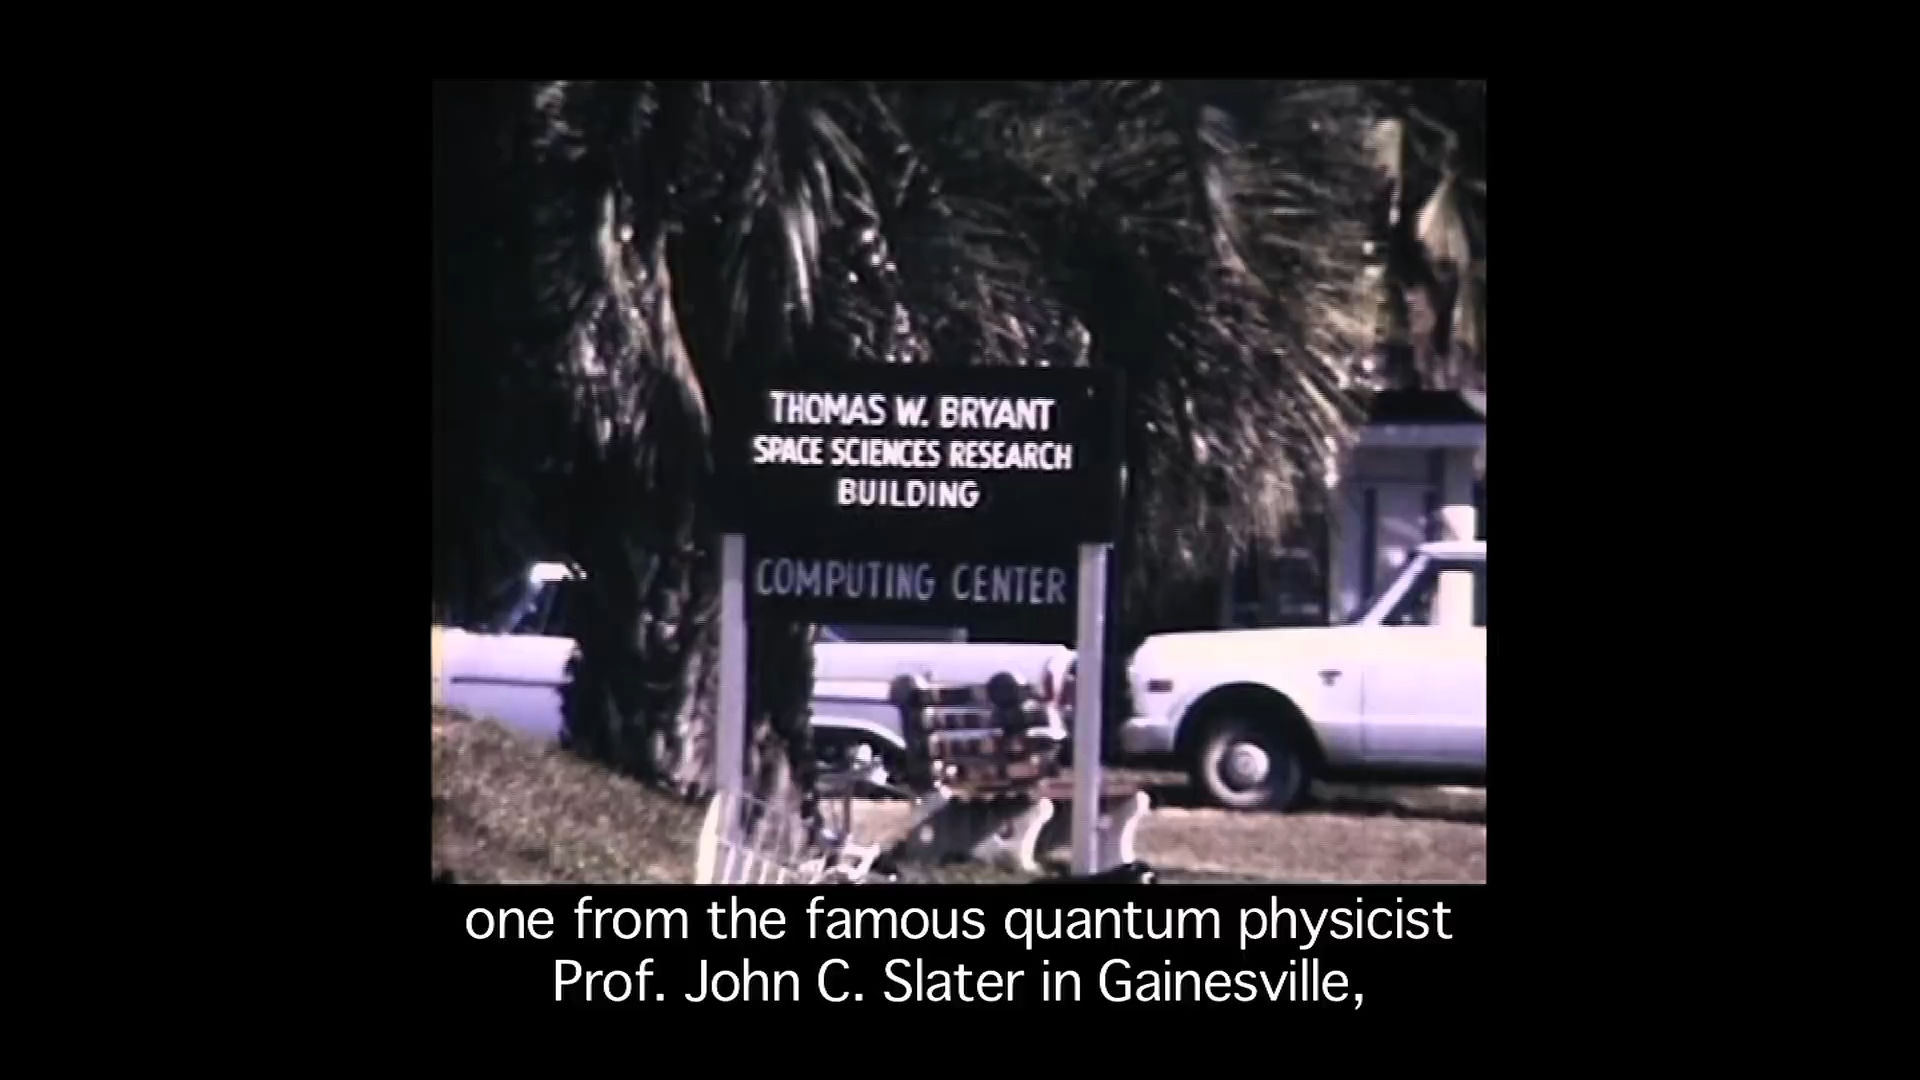 THOMAS W. BRYANT
SPACE SCIENCES RESEARCH
BUILDING
COMPUTING CENTER
one from the famous quantum physicist
Prof. John C. Slater in Gainesville,